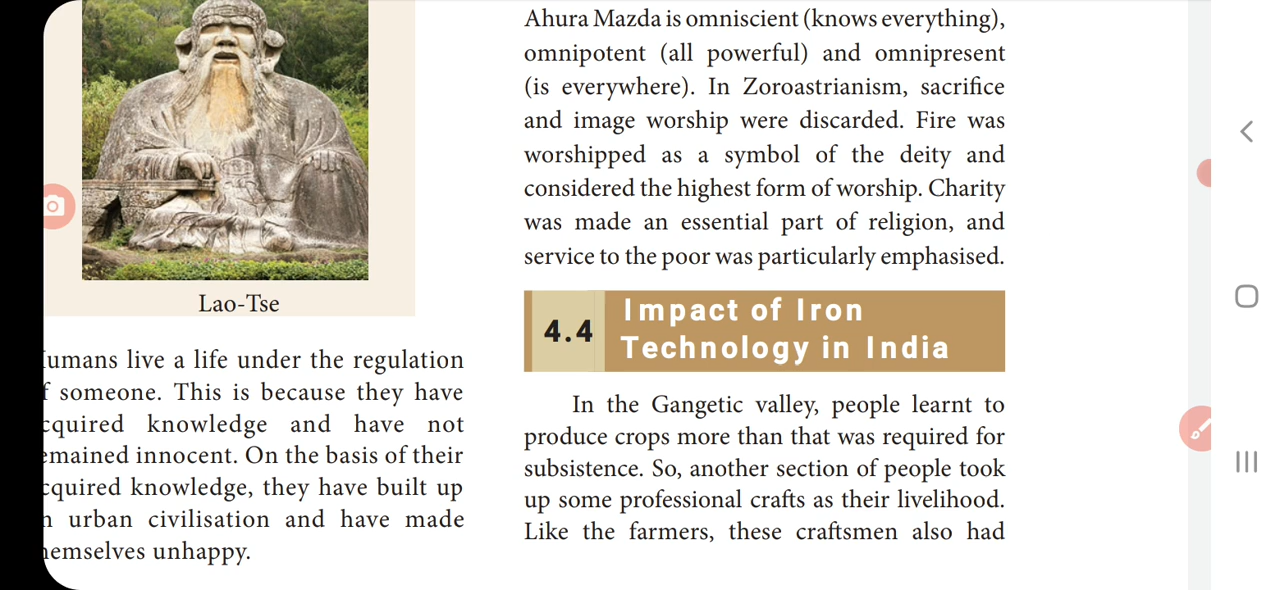 Lao-Tse
umans live a life under the regulation
f someone. This is because they have
cquired knowledge and have not
emained innocent. On the basis of their
cquired knowledge, they have built up
n urban civilisation and have made
hemselves unhappy.
Ahura Mazda is omniscient (knows everything),
omnipotent (all powerful) and omnipresent
(is everywhere). In Zoroastrianism, sacrifice
and image worship were discarded. Fire was
worshipped as a symbol of the deity and
considered the highest form of worship. Charity
was made an essential part of religion, and
service to the poor was particularly emphasised.
4.4 Impact of Iron
Technology in India
In the Gangetic valley, people learnt to
produce crops more than that was required for
subsistence. So, another section of people took
up some professional crafts as their livelihood.
Like the farmers, these craftsmen also had